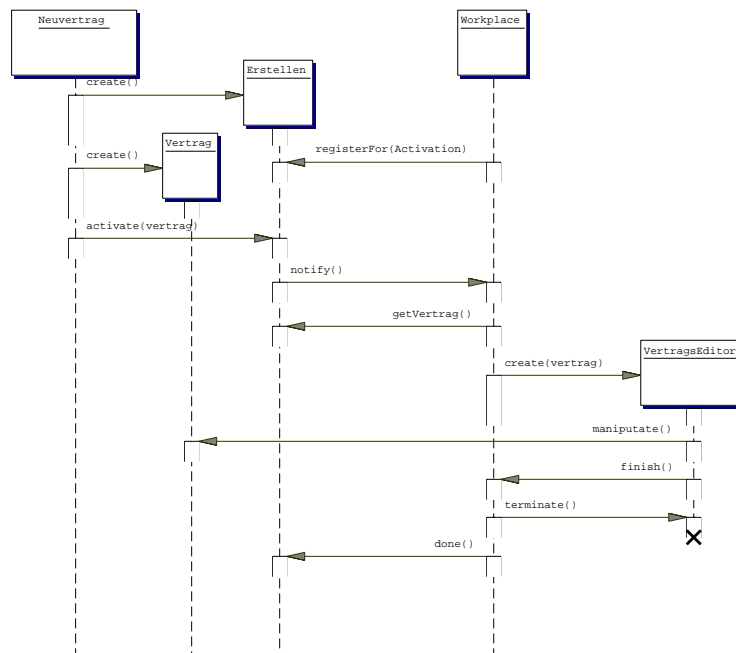 Neuvertrag
Workplace
create()
Erstellen
create()
Vertrag
registerFor(Activation)
activate(vertrag)
notify()
getVertrag()
VertragsEditor
create(vertrag)
maniputate()
finish()
terminate()
done()